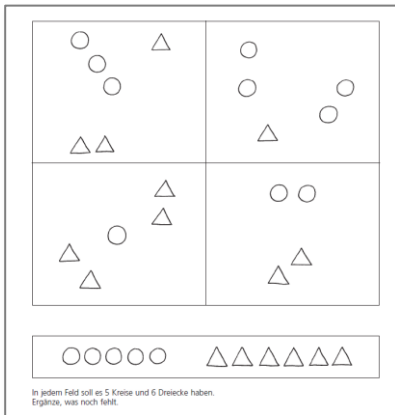 In jedem Feld soll es 5 Kreise und 6 Dreiecke haben.
Ergänze, was noch fehlt.